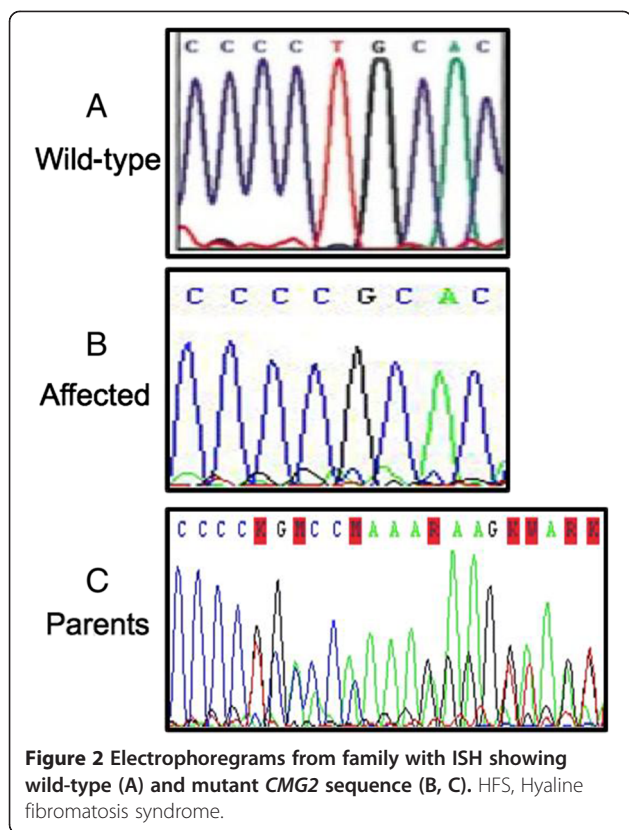 A
Wild-type
C C C C T G C A C
B
Affected
C C C C G C A C
C
Parents
C C C C K G M C C M A A A R A A G K W A R K
Figure 2 Electrophoregrams from family with ISH showing
wild-type (A) and mutant CMG2 sequence (B, C). HFS, Hyaline
fibromatosis syndrome.